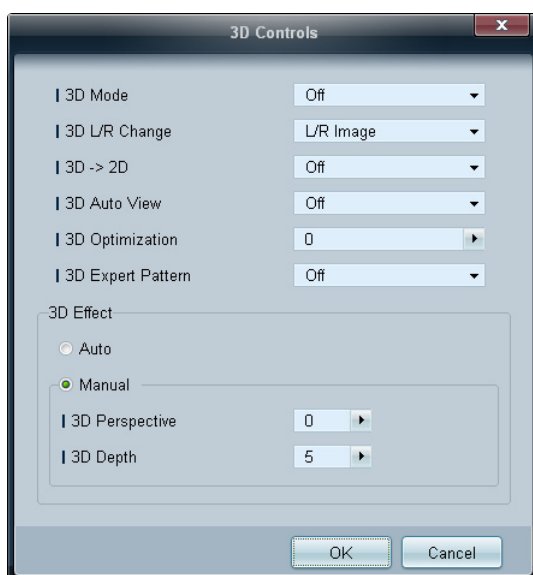 3D Controls
x
3D Mode Off
3D L/R Change L/R Image
3D -> 2D Off
3D Auto View Off
3D Optimization 0
3D Expert Pattern Off
3D Effect
Auto
Manual
3D Perspective 0
3D Depth 5
OK Cancel